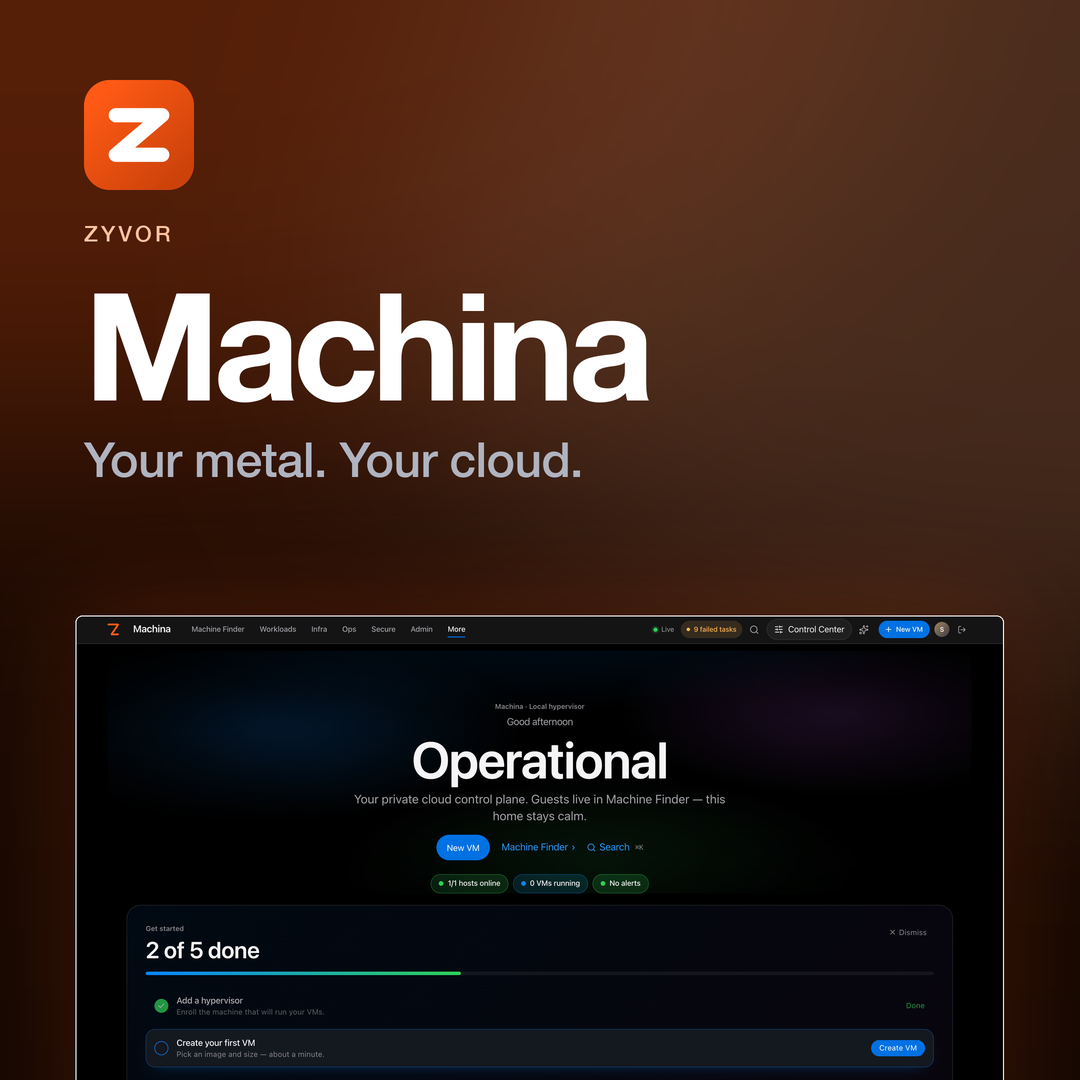 Z
ZYVOR
Machina
Your metal. Your cloud.
Z Machina Machine Finder Workloads Infra Ops Secure Admin More Live 9 failed tasks Control Center + New VM S
Machina · Local hypervisor
Good afternoon
Operational
Your private cloud control plane. Guests live in Machine Finder — this
home stays calm.
New VM Machine Finder › Search ⌘K
1/1 hosts online 0 VMs running No alerts
Get started
2 of 5 done
× Dismiss
Add a hypervisor
Enroll the machine that will run your VMs.
Done
Create your first VM
Pick an image and size — about a minute.
Create VM